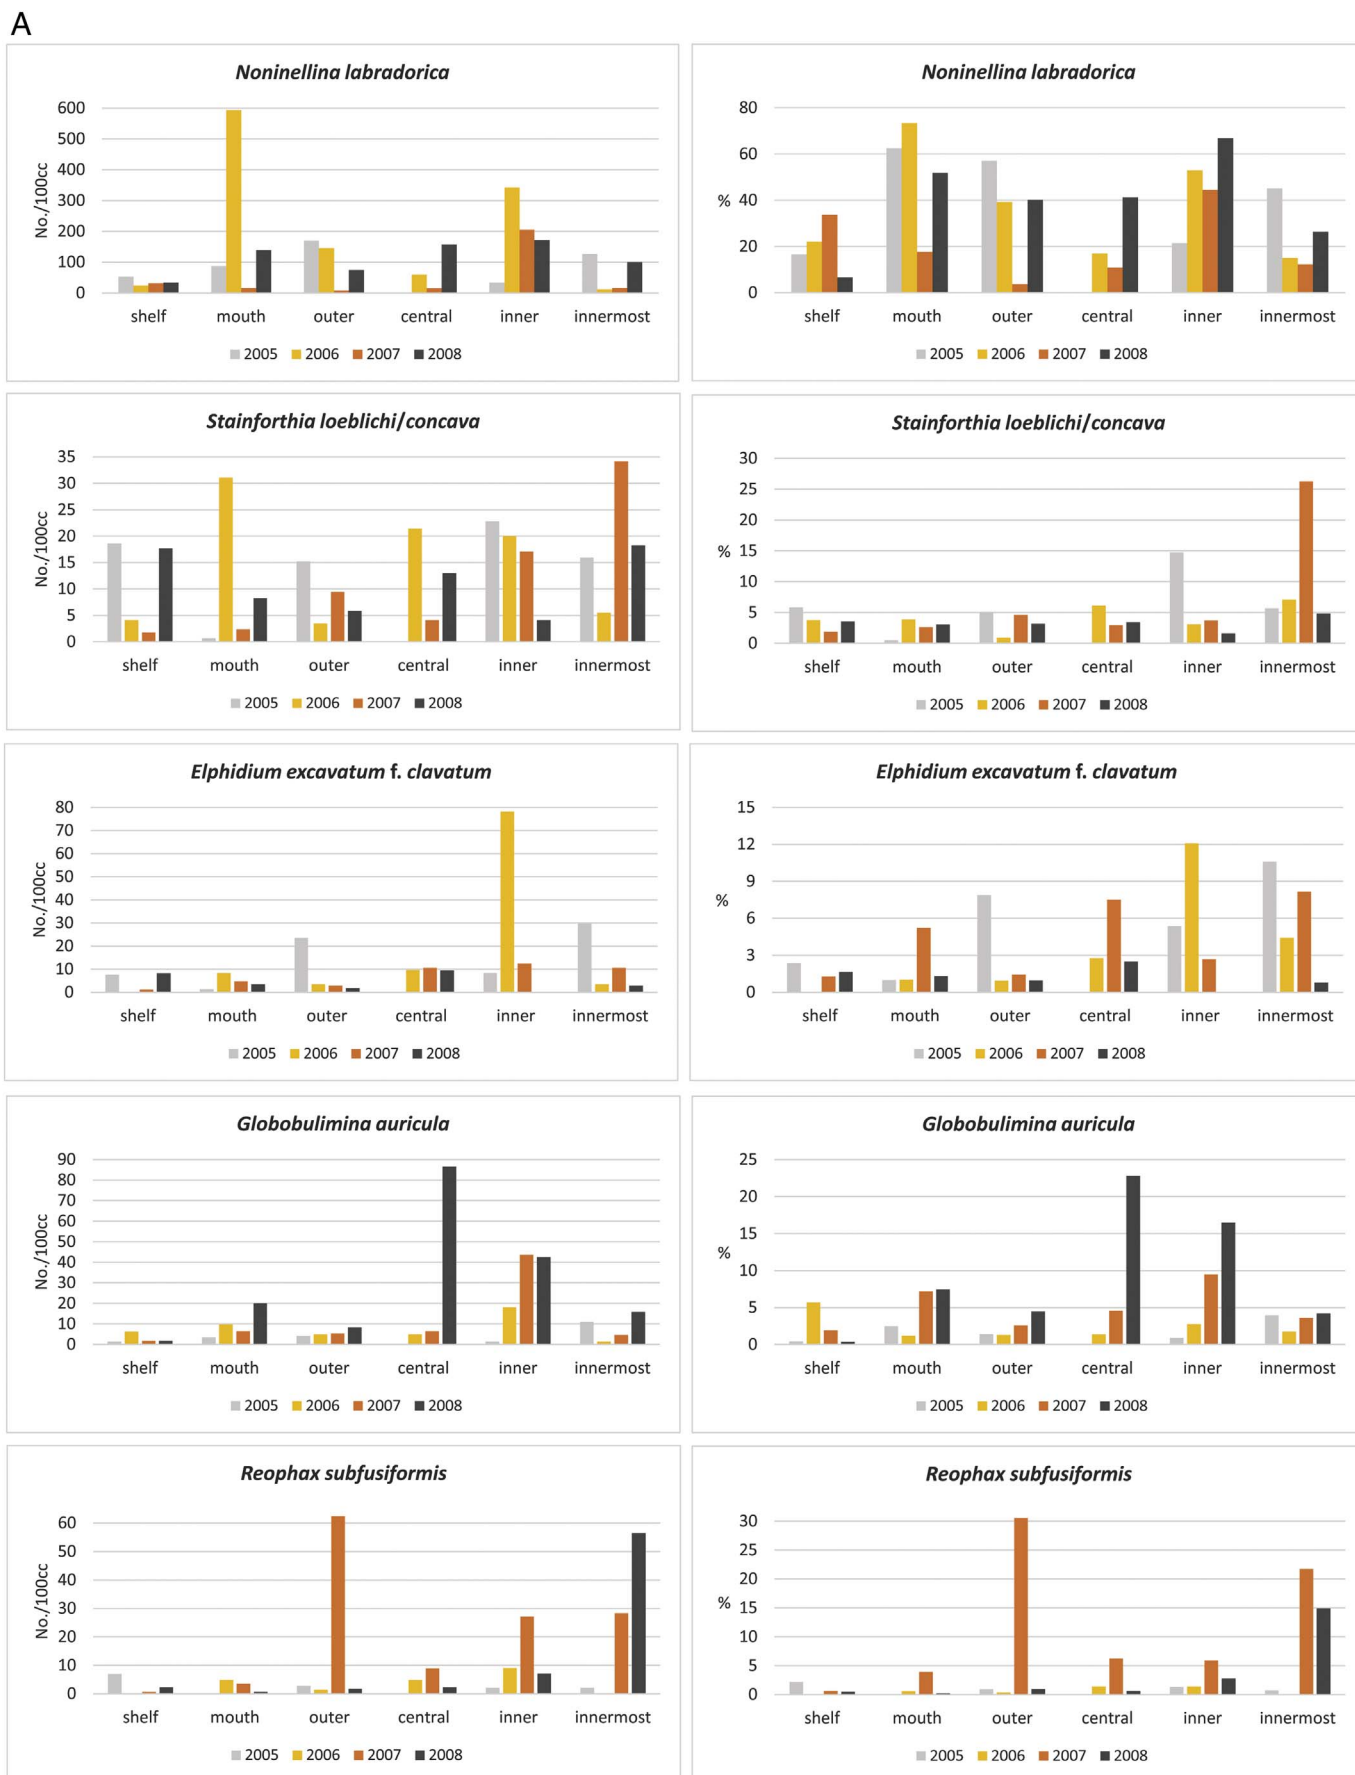 A
Noninellina labradorica
No./100cc
600
500
400
300
200
100
0
shelf mouth outer central inner innermost
2005 2006 2007 2008
Noninellina labradorica
%
80
60
40
20
0
shelf mouth outer central inner innermost
2005 2006 2007 2008
Stainforthia loeblichi/concava
No./100cc
35
30
25
20
15
10
5
0
shelf mouth outer central inner innermost
2005 2006 2007 2008
Stainforthia loeblichi/concava
%
30
25
20
15
10
5
0
shelf mouth outer central inner innermost
2005 2006 2007 2008
Elphidium excavatum f. clavatum
No./100cc
80
70
60
50
40
30
20
10
0
shelf mouth outer central inner innermost
2005 2006 2007 2008
Elphidium excavatum f. clavatum
%
15
12
9
6
3
0
shelf mouth outer central inner innermost
2005 2006 2007 2008
Globobulimina auricula
No./100cc
90
80
70
60
50
40
30
20
10
0
shelf mouth outer central inner innermost
2005 2006 2007 2008
Globobulimina auricula
%
25
20
15
10
5
0
shelf mouth outer central inner innermost
2005 2006 2007 2008
Reophax subfusiformis
No./100cc
60
50
40
30
20
10
0
shelf mouth outer central inner innermost
2005 2006 2007 2008
Reophax subfusiformis
%
30
25
20
15
10
5
0
shelf mouth outer central inner innermost
2005 2006 2007 2008